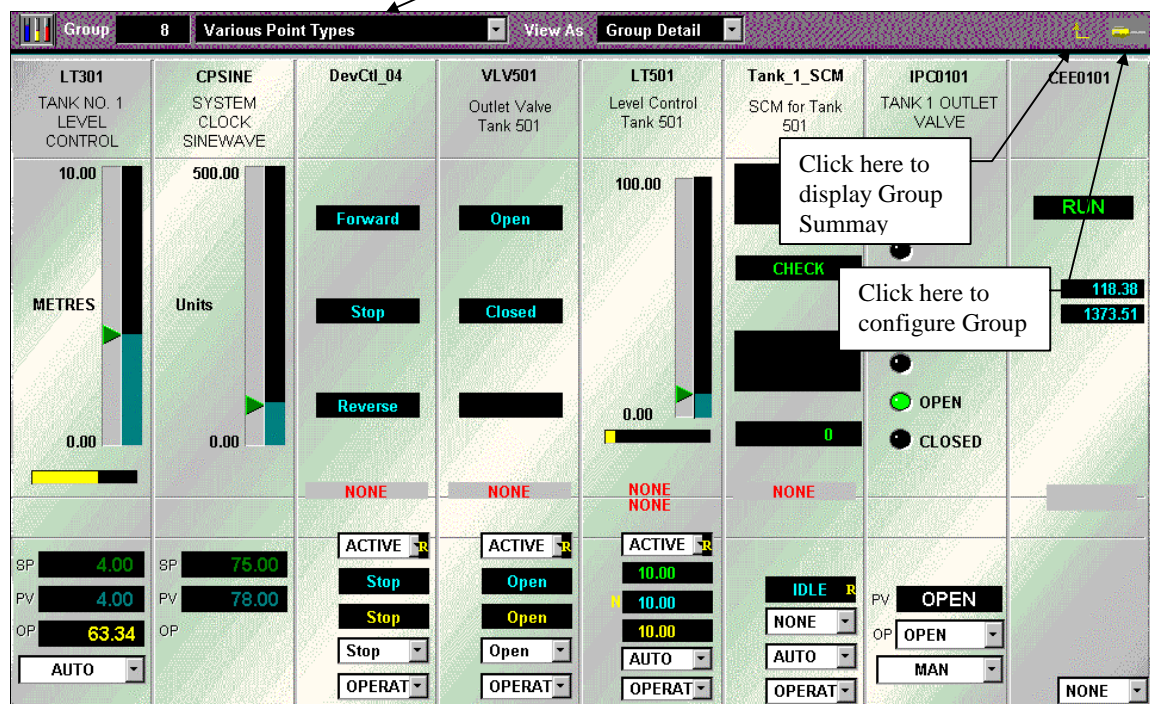 Group 8 Various Point Types View As Group Detail
LT301
TANK NO. 1
LEVEL
CONTROL
10.00
METRES
0.00
SP 4.00
PV 4.00
OP 63.34
AUTO
CPSINE
SYSTEM
CLOCK
SINEWAVE
500.00
Units
0.00
SP 75.00
PV 78.00
OP
DevCtl_04
Forward
Stop
Reverse
NONE
ACTIVE R
Stop
Stop
Stop
OPERAT
VLV501
Outlet Valve
Tank 501
Open
Closed
NONE
ACTIVE R
Open
Open
Open
OPERAT
LT501
Level Control
Tank 501
100.00
0.00
NONE
NONE
ACTIVE R
10.00
N 10.00
10.00
AUTO
OPERAT
Tank_1_SCM
SCM for Tank
501
CHECK
0
NONE
IDLE R
NONE
AUTO
OPERAT
IPC0101
TANK 1 OUTLET
VALVE
OPEN
CLOSED
PV OPEN
OP OPEN
MAN
CEE0101
RUN
118.38
1373.51
NONE
Click here to
display Group
Summay
Click here to
configure Group